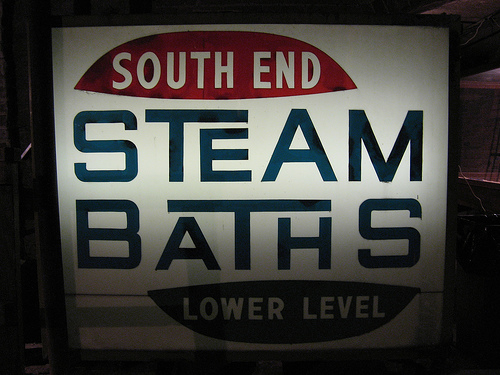 SOUTH END
STEAM
BATHS
LOWER LEVEL